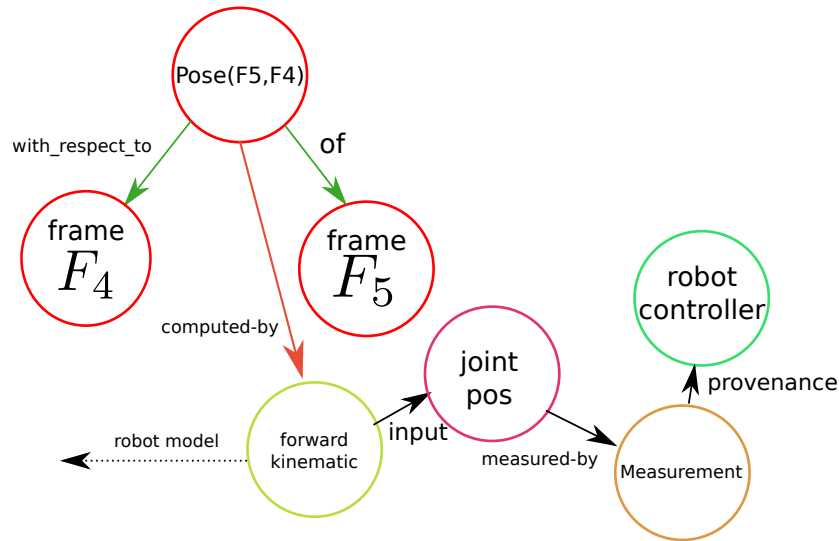 Pose(F5,F4)
with_respect_to
of
frame
F4
frame
F5
robot
controller
computed-by
joint
pos
provenance
forward
kinematic
input
robot model
measured-by
Measurement